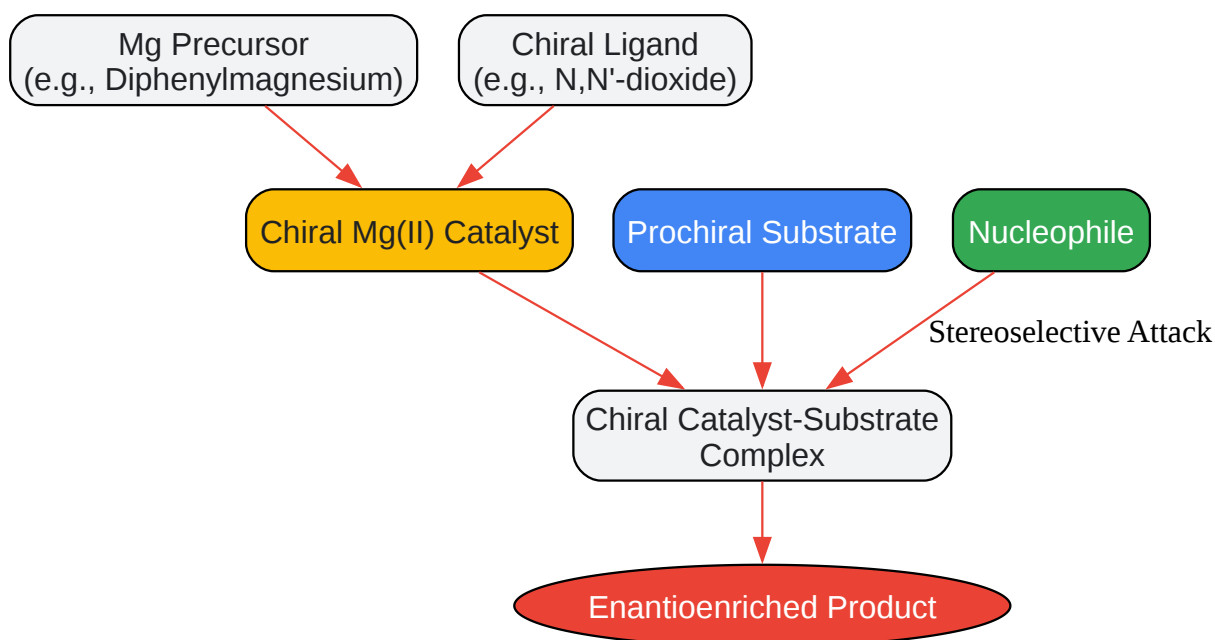 Mg Precursor
(e.g., Diphenylmagnesium)
Chiral Ligand
(e.g., N,N'-dioxide)
Chiral Mg(II) Catalyst
Prochiral Substrate
Nucleophile
Stereoselective Attack
Chiral Catalyst-Substrate
Complex
Enantioenriched Product